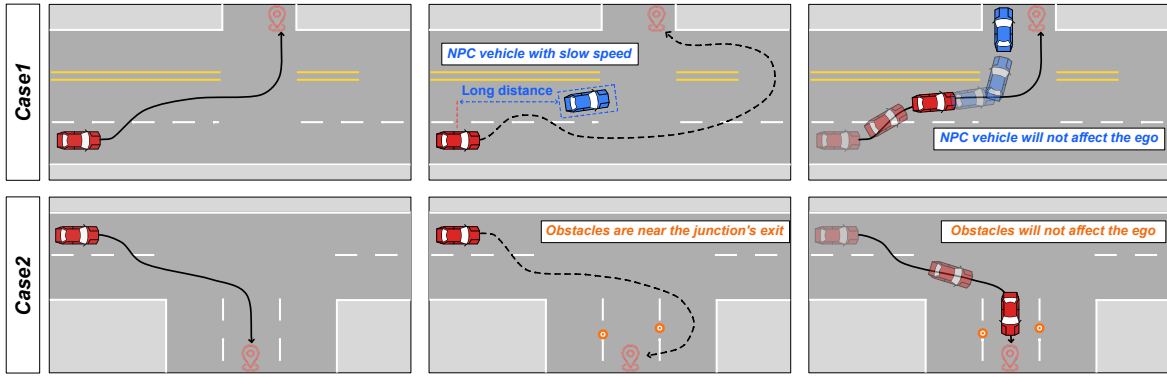 Case1
NPC vehicle with slow speed
Long distance
NPC vehicle will not affect the ego
Case2
Obstacles are near the junction's exit
Obstacles will not affect the ego